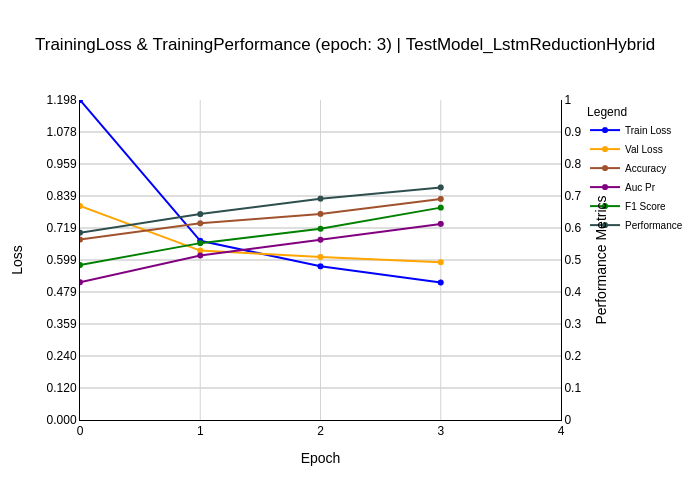 TrainingLoss & TrainingPerformance (epoch: 3) | TestModel_LstmReductionHybrid
1.198
1.078
0.959
0.839
0.719
0.599
0.479
0.359
0.240
0.120
0.000
Loss
0
1
2
3
4
Epoch
1
0.9
0.8
0.7
0.6
0.5
0.4
0.3
0.2
0.1
0
Performance Metrics
Legend
Train Loss
Val Loss
Accuracy
Auc Pr
F1 Score
Performance